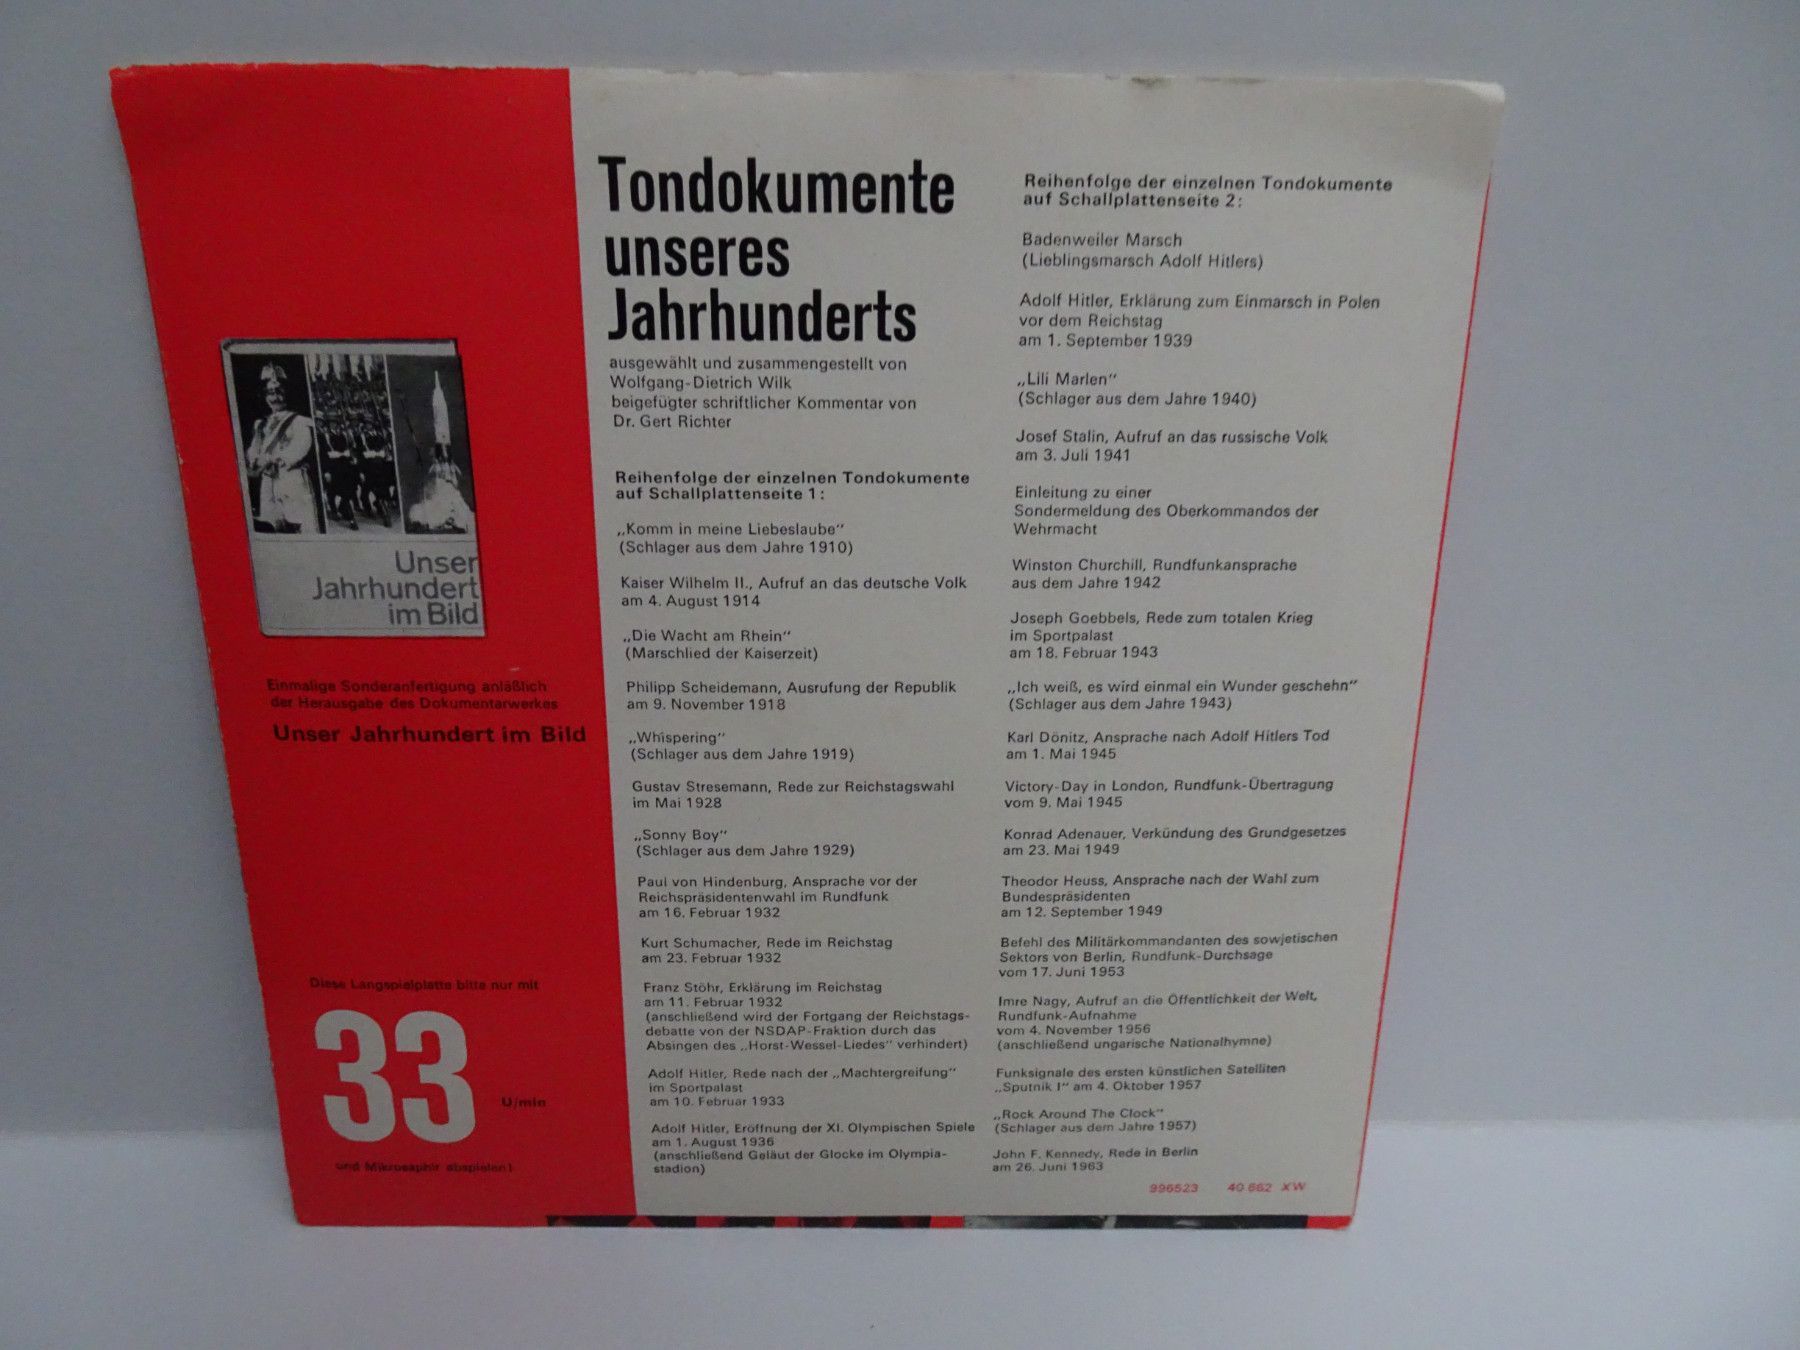 Unser
Jahrhundert
im Bild
Einmalige Sonderanfertigung anläßlich
der Herausgabe des Dokumentarwerkes
Unser Jahrhundert im Bild
Diese Langspielplatte bitte nur mit
33 U/min
und Mikrosaphir abspielen!
Tondokumente
unseres
Jahrhunderts
ausgewählt und zusammengestellt von
Wolfgang-Dietrich Wilk
beigefügter schriftlicher Kommentar von
Dr. Gert Richter
Reihenfolge der einzelnen Tondokumente
auf Schallplattenseite 1:
„Komm in meine Liebeslaube"
(Schlager aus dem Jahre 1910)
Kaiser Wilhelm II., Aufruf an das deutsche Volk
am 4. August 1914
„Die Wacht am Rhein"
(Marschlied der Kaiserzeit)
Philipp Scheidemann, Ausrufung der Republik
am 9. November 1918
„Whispering"
(Schlager aus dem Jahre 1919)
Gustav Stresemann, Rede zur Reichstagswahl
im Mai 1928
„Sonny Boy"
(Schlager aus dem Jahre 1929)
Paul von Hindenburg, Ansprache vor der
Reichspräsidentenwahl im Rundfunk
am 16. Februar 1932
Kurt Schumacher, Rede im Reichstag
am 23. Februar 1932
Franz Stöhr, Erklärung im Reichstag
am 11. Februar 1932
(anschließend wird der Fortgang der Reichstags-
debatte von der NSDAP-Fraktion durch das
Absingen des „Horst-Wessel-Liedes" verhindert)
Adolf Hitler, Rede nach der „Machtergreifung"
im Sportpalast
am 10. Februar 1933
Adolf Hitler, Eröffnung der XI. Olympischen Spiele
am 1. August 1936
(anschließend Geläut der Glocke im Olympia-
stadion)
Reihenfolge der einzelnen Tondokumente
auf Schallplattenseite 2:
Badenweiler Marsch
(Lieblingsmarsch Adolf Hitlers)
Adolf Hitler, Erklärung zum Einmarsch in Polen
vor dem Reichstag
am 1. September 1939
„Lili Marlen"
(Schlager aus dem Jahre 1940)
Josef Stalin, Aufruf an das russische Volk
am 3. Juli 1941
Einleitung zu einer
Sondermeldung des Oberkommandos der
Wehrmacht
Winston Churchill, Rundfunkansprache
aus dem Jahre 1942
Joseph Goebbels, Rede zum totalen Krieg
im Sportpalast
am 18. Februar 1943
„Ich weiß, es wird einmal ein Wunder geschehn"
(Schlager aus dem Jahre 1943)
Karl Dönitz, Ansprache nach Adolf Hitlers Tod
am 1. Mai 1945
Victory-Day in London, Rundfunk-Übertragung
vom 9. Mai 1945
Konrad Adenauer, Verkündung des Grundgesetzes
am 23. Mai 1949
Theodor Heuss, Ansprache nach der Wahl zum
Bundespräsidenten
am 12. September 1949
Befehl des Militärkommandanten des sowjetischen
Sektors von Berlin, Rundfunk-Durchsage
vom 17. Juni 1953
Imre Nagy, Aufruf an die Öffentlichkeit der Welt,
Rundfunk-Aufnahme
vom 4. November 1956
(anschließend ungarische Nationalhymne)
Funksignale des ersten künstlichen Satelliten
„Sputnik I" am 4. Oktober 1957
„Rock Around The Clock"
(Schlager aus dem Jahre 1957)
John F. Kennedy, Rede in Berlin
am 26. Juni 1963
996523 40 662 XW